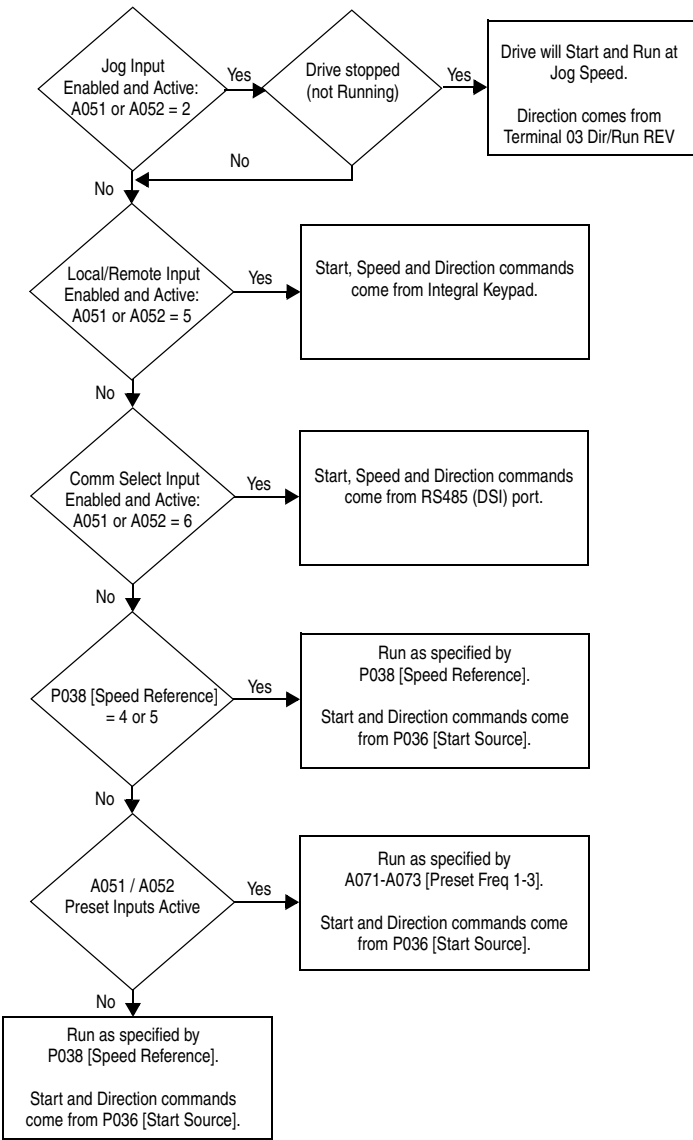 Jog Input
Enabled and Active:
A051 or A052 = 2
Yes
Drive stopped
(not Running)
Yes
Drive will Start and Run at
Jog Speed.
Direction comes from
Terminal 03 Dir/Run REV
No
No
Local/Remote Input
Enabled and Active:
A051 or A052 = 5
Yes
Start, Speed and Direction commands
come from Integral Keypad.
No
Comm Select Input
Enabled and Active:
A051 or A052 = 6
Yes
Start, Speed and Direction commands
come from RS485 (DSI) port.
No
P038 [Speed Reference]
= 4 or 5
Yes
Run as specified by
P038 [Speed Reference].
Start and Direction commands come
from P036 [Start Source].
No
A051 / A052
Preset Inputs Active
Yes
Run as specified by
A071-A073 [Preset Freq 1-3].
Start and Direction commands come
from P036 [Start Source].
No
Run as specified by
P038 [Speed Reference].
Start and Direction commands
come from P036 [Start Source].